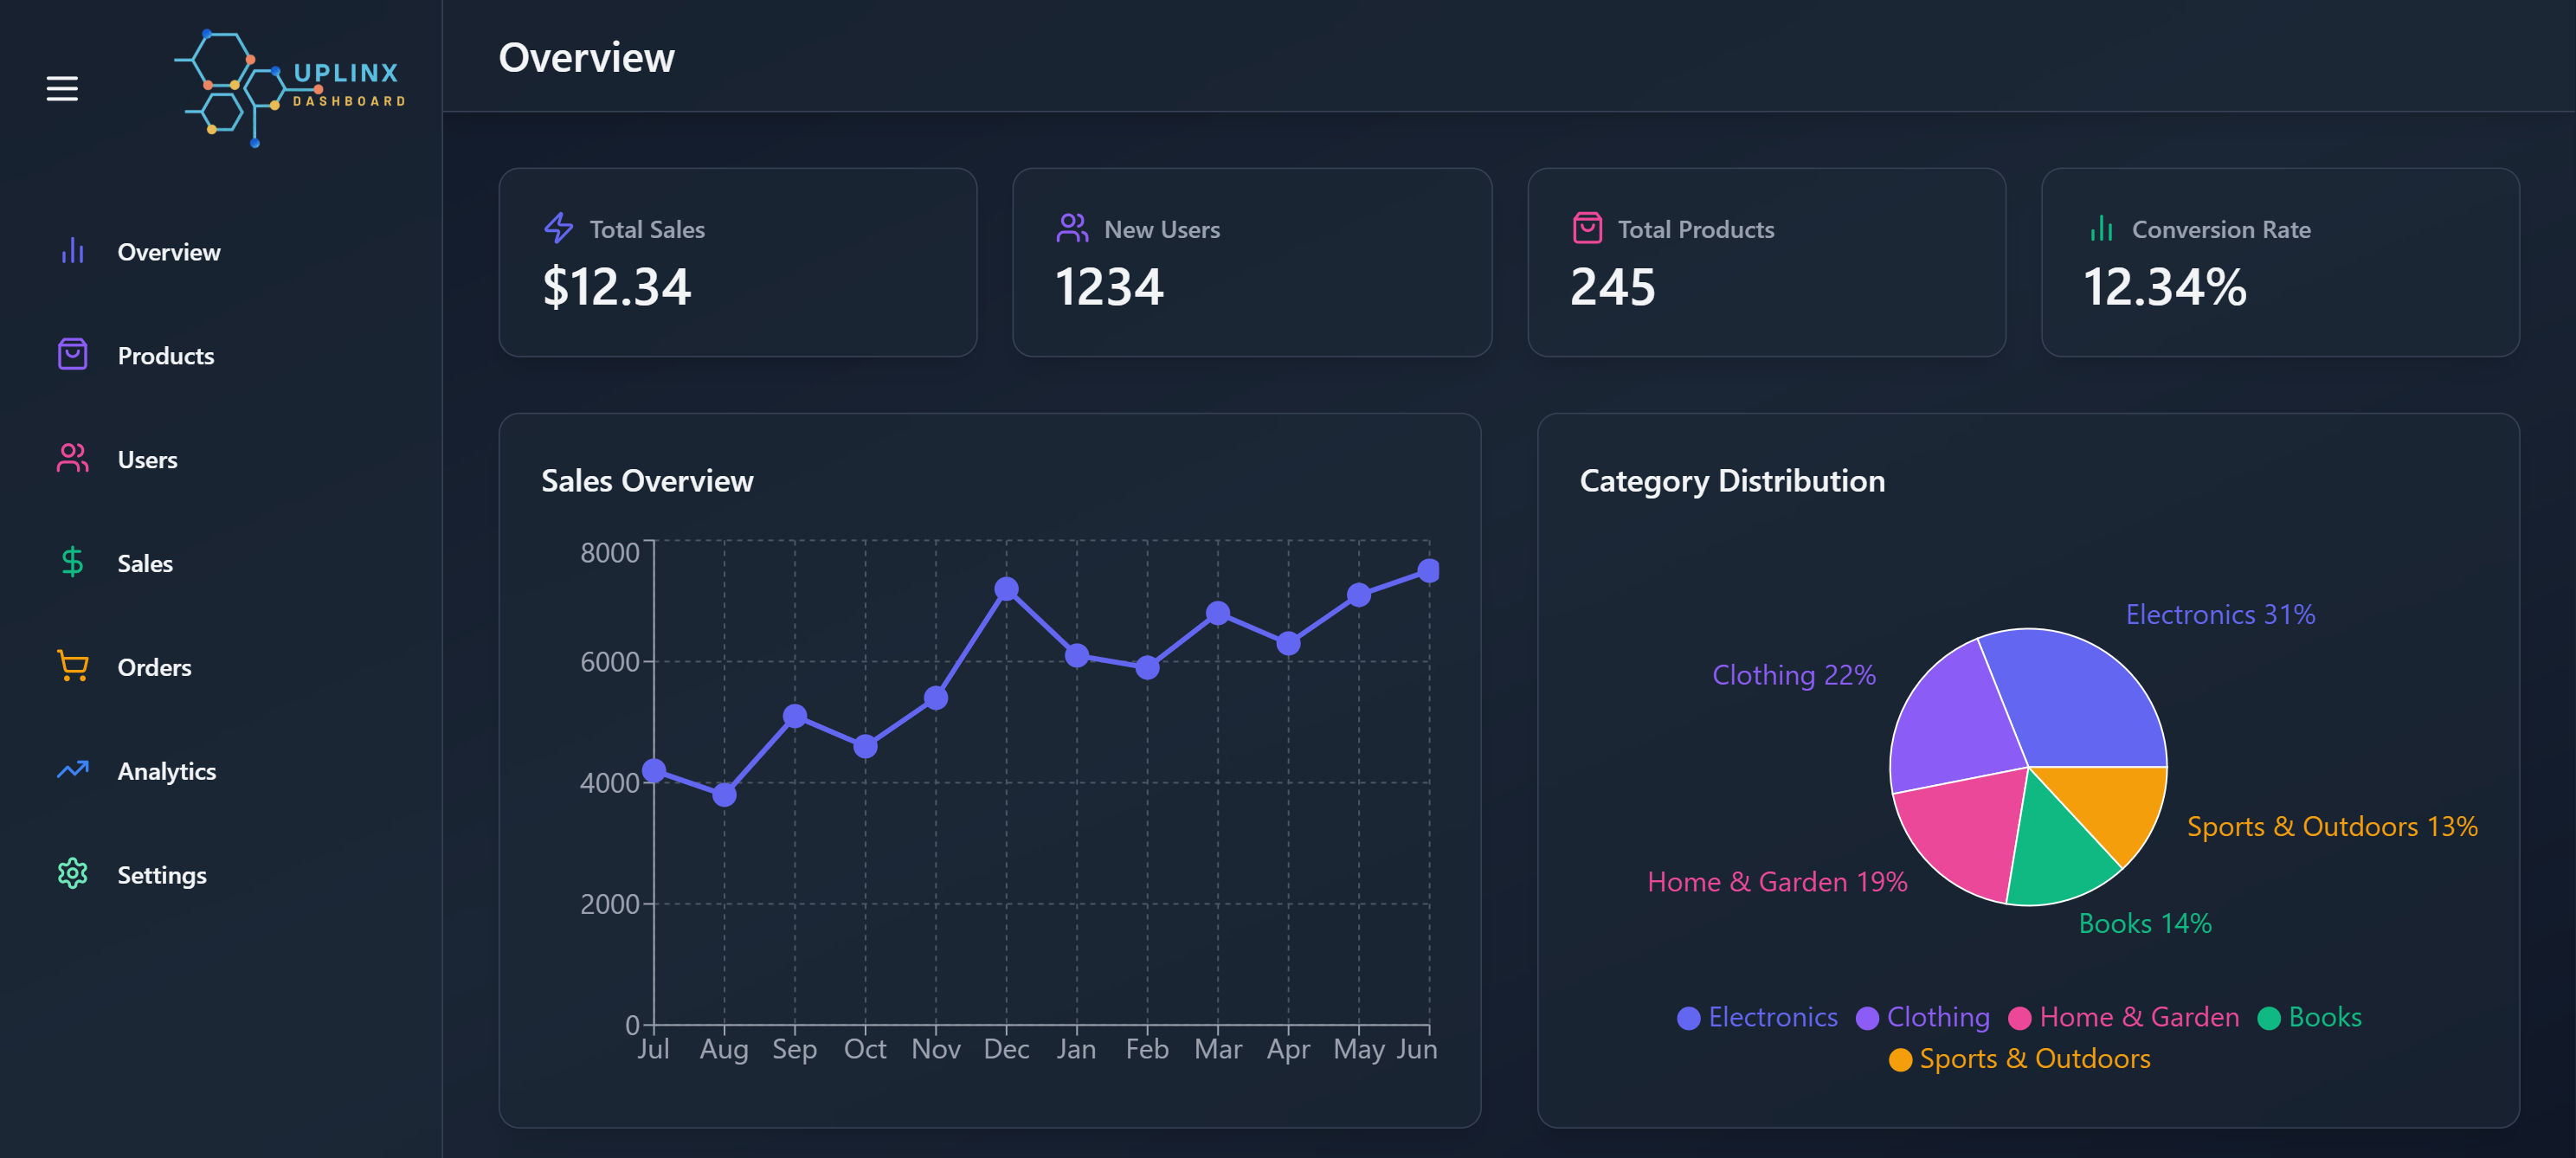 UPLINX
DASHBOARD
Overview
Products
Users
Sales
Orders
Analytics
Settings
Overview
Total Sales
$12.34
New Users
1234
Total Products
245
Conversion Rate
12.34%
Sales Overview
8000
6000
4000
2000
0
Jul Aug Sep Oct Nov Dec Jan Feb Mar Apr May Jun
Category Distribution
Electronics 31%
Clothing 22%
Sports & Outdoors 13%
Home & Garden 19%
Books 14%
Electronics Clothing Home & Garden Books
Sports & Outdoors